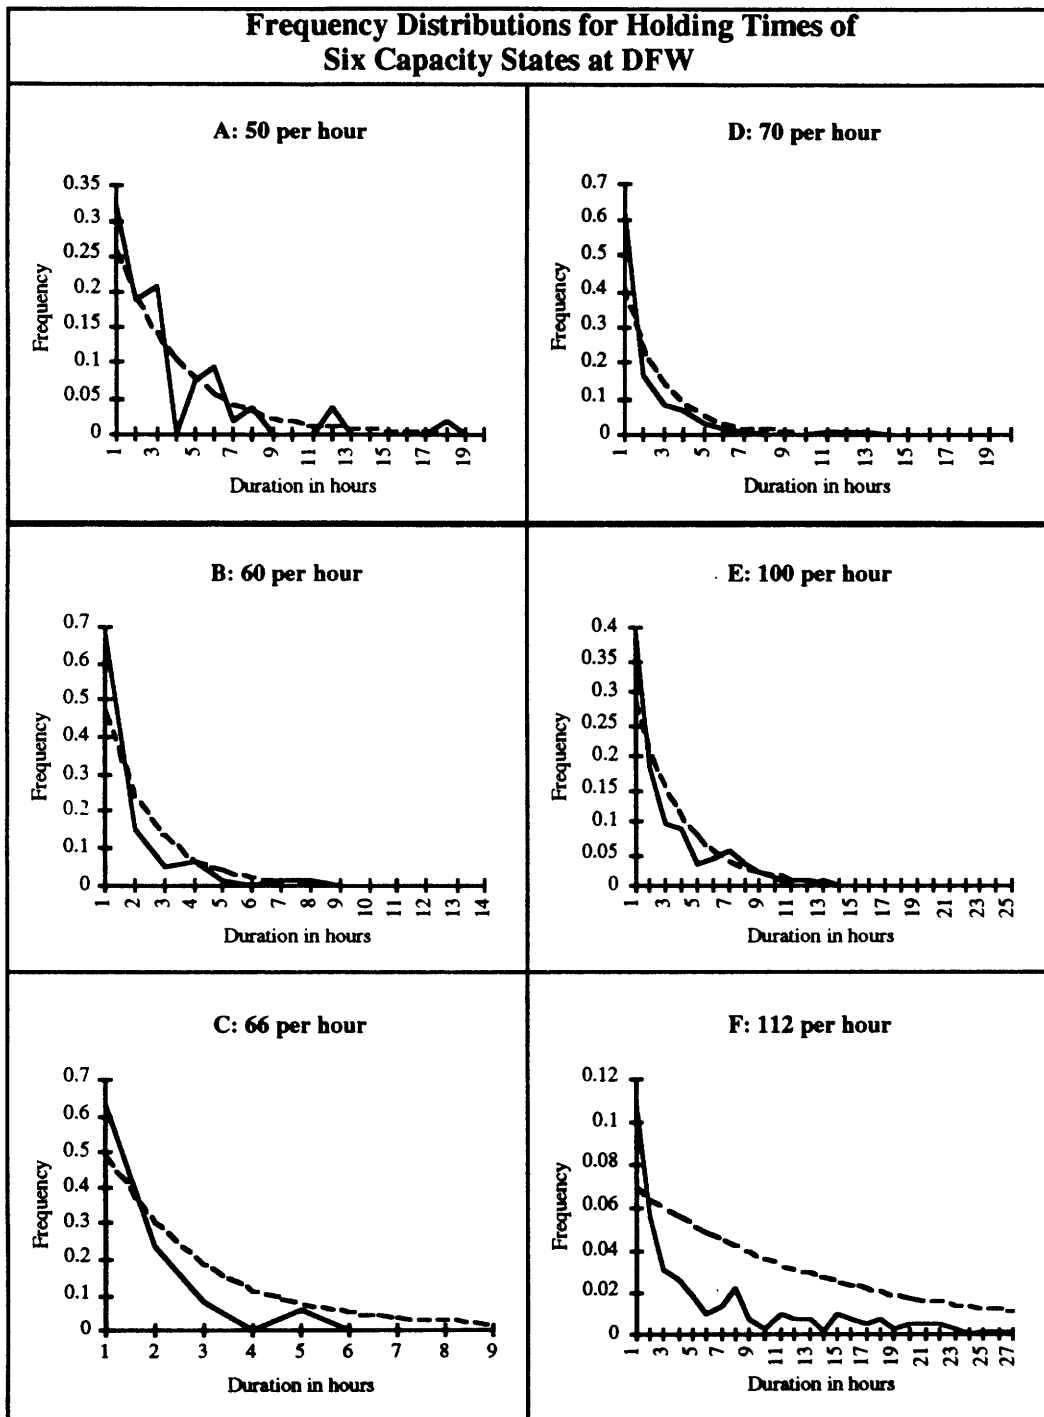 Frequency Distributions for Holding Times of
Six Capacity States at DFW
A: 50 per hour
Frequency
0.35
0.3
0.25
0.2
0.15
0.1
0.05
0
1 3 5 7 9 11 13 15 17 19
Duration in hours
D: 70 per hour
Frequency
0.7
0.6
0.5
0.4
0.3
0.2
0.1
0
1 3 5 7 9 11 13 15 17 19
Duration in hours
B: 60 per hour
Frequency
0.7
0.6
0.5
0.4
0.3
0.2
0.1
0
1 2 3 4 5 6 7 8 9 10 11 12 13 14
Duration in hours
E: 100 per hour
Frequency
0.4
0.35
0.3
0.25
0.2
0.15
0.1
0.05
0
1 3 5 7 9 11 13 15 17 19 21 23 25
Duration in hours
C: 66 per hour
Frequency
0.7
0.6
0.5
0.4
0.3
0.2
0.1
0
1 2 3 4 5 6 7 8 9
Duration in hours
F: 112 per hour
Frequency
0.12
0.1
0.08
0.06
0.04
0.02
0
1 3 5 7 9 11 13 15 17 19 21 23 25 27
Duration in hours